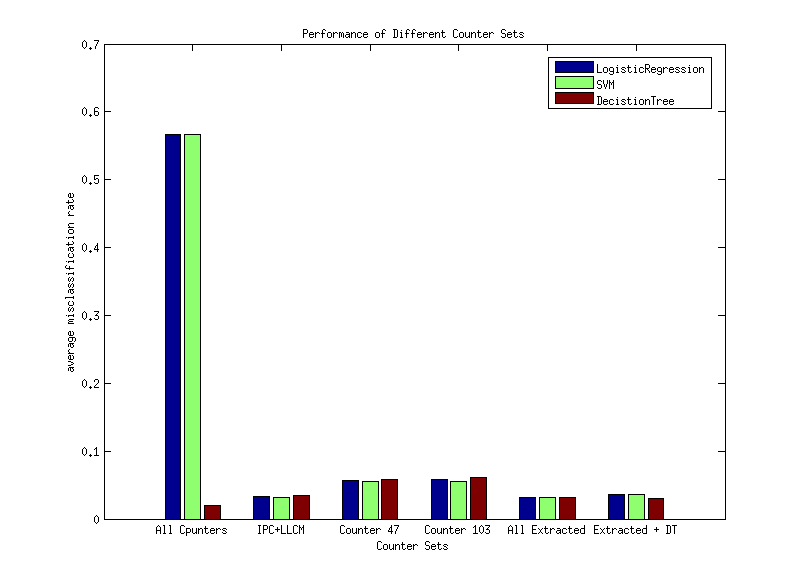 Performance of Different Counter Sets
0.7
0.6
0.5
0.4
0.3
0.2
0.1
0
average misclassification rate
LogisticRegression
SVM
DecistionTree
All Cpunters IPC+LLCM Counter 47 Counter 103 All Extracted Extracted + DT
Counter Sets